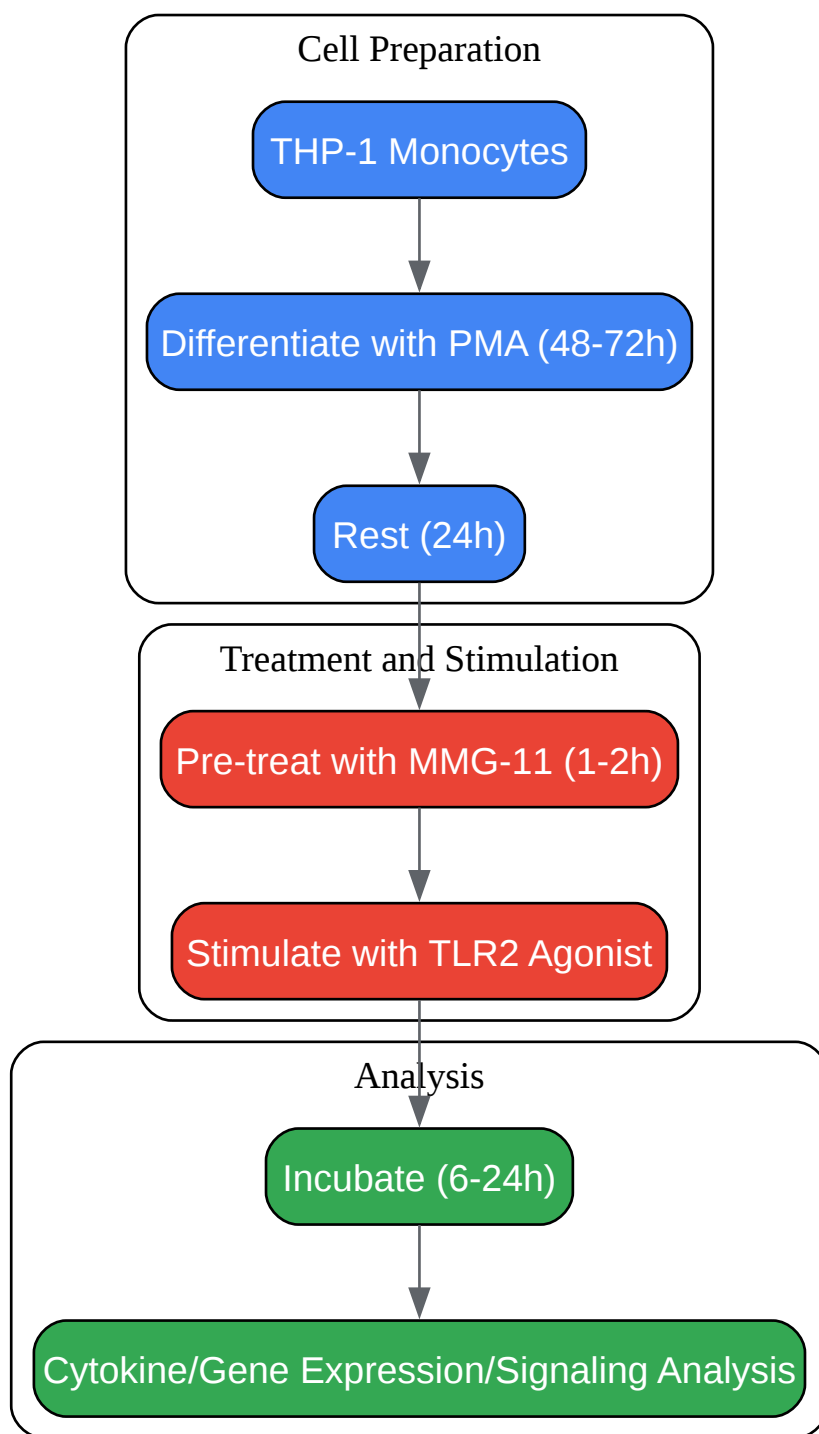 Cell Preparation
THP-1 Monocytes
Differentiate with PMA (48-72h)
Rest (24h)
Treatment and Stimulation
Pre-treat with MMG-11 (1-2h)
Stimulate with TLR2 Agonist
Analysis
Incubate (6-24h)
Cytokine/Gene Expression/Signaling Analysis